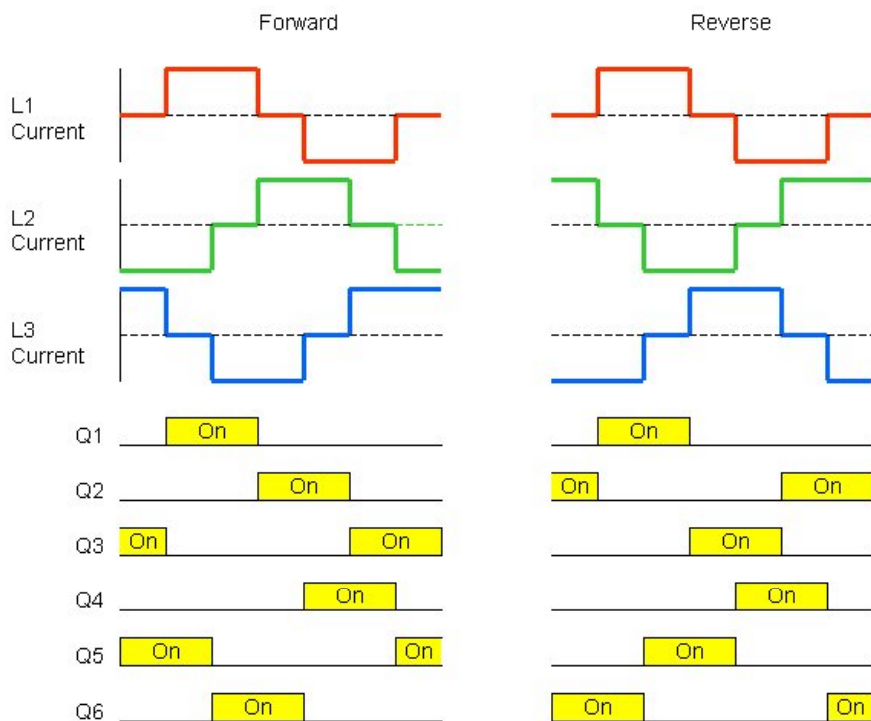 Forward Reverse
L1
Current
L2
Current
L3
Current
Q1 On On
Q2 On On On
Q3 On On On
Q4 On On
Q5 On On On
Q6 On On On